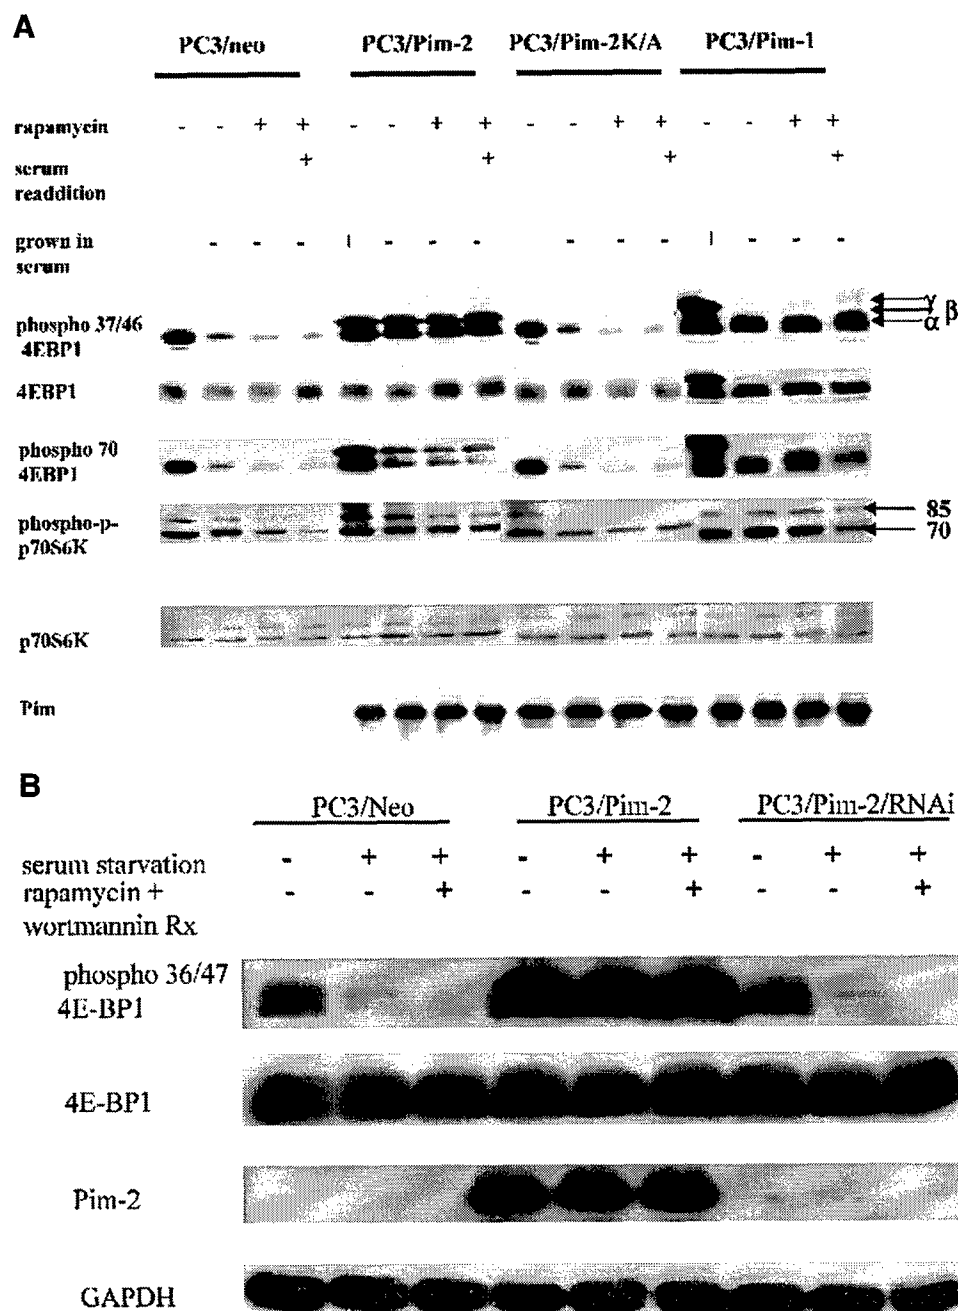 A
PC3/neo PC3/Pim-2 PC3/Pim-2K/A PC3/Pim-1
rapamycin - - + + - - + + - - + + - - + +
serum + + + +
readdition
grown in - - - | - - - - - - | - - -
serum
phospho 37/46
4EBP1
γ
β
α
4EBP1
phospho 70
4EBP1
phospho-p-
p70S6K
85
70
p70S6K
Pim
B
PC3/Neo PC3/Pim-2 PC3/Pim-2/RNAi
serum starvation - + + - + + - + +
rapamycin + - - + - - + - - +
wortmannin Rx
phospho 36/47
4E-BP1
4E-BP1
Pim-2
GAPDH